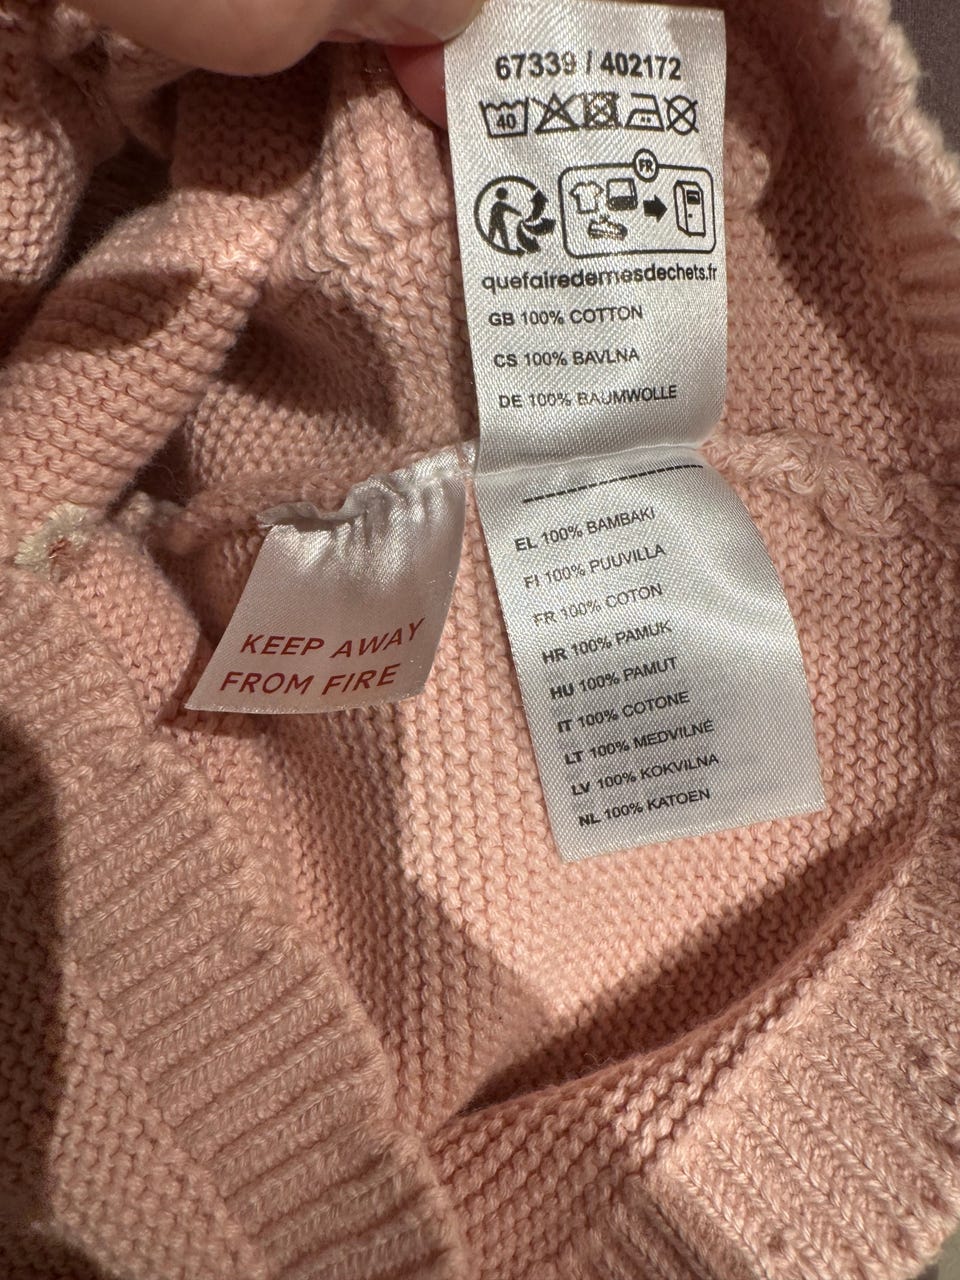 67339 / 402172
40
FR
quefairedemesdechets.fr
GB 100% COTTON
CS 100% BAVLNA
DE 100% BAUMWOLLE
EL 100% BAMBAKI
FI 100% PUUVILLA
FR 100% COTON
HR 100% PAMUK
HU 100% PAMUT
IT 100% COTONE
LT 100% MEDVILNĖ
LV 100% KOKVILNA
NL 100% KATOEN
KEEP AWAY
FROM FIRE